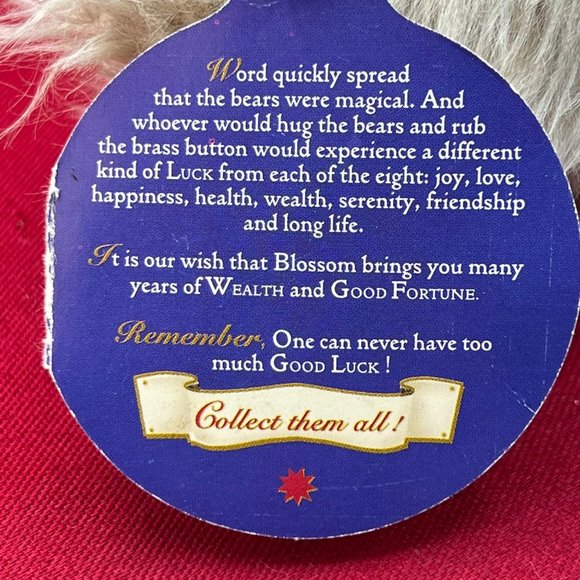 Word quickly spread
that the bears were magical. And
whoever would hug the bears and rub
the brass button would experience a different
kind of LUCK from each of the eight: joy, love,
happiness, health, wealth, serenity, friendship
and long life.
It is our wish that Blossom brings you many
years of WEALTH and GOOD FORTUNE.
Remember, One can never have too
much GOOD LUCK !
Collect them all !